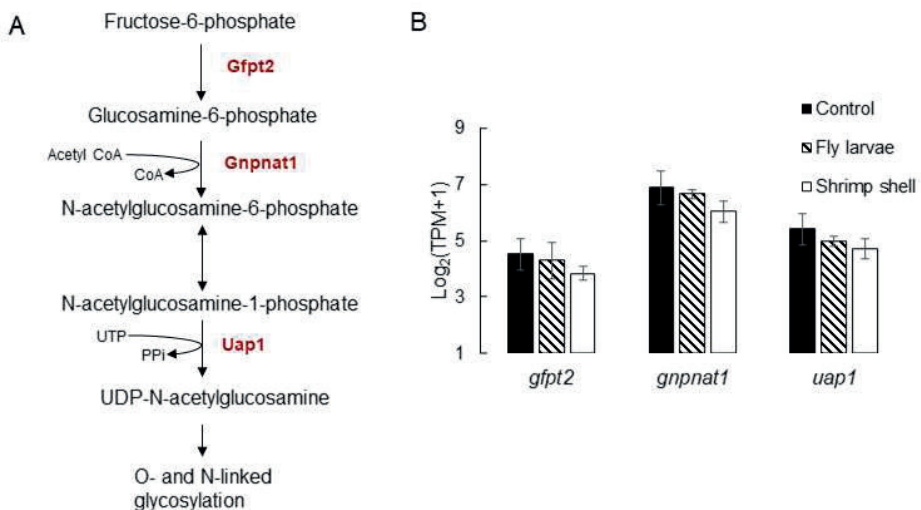 A
Fructose-6-phosphate
Gfpt2
Glucosamine-6-phosphate
Acetyl CoA
CoA
Gnpnat1
N-acetylglucosamine-6-phosphate
N-acetylglucosamine-1-phosphate
UTP
PPi
Uap1
UDP-N-acetylglucosamine
O- and N-linked
glycosylation
B
Control
Fly larvae
Shrimp shell
Log₂(TPM+1)
9
7
5
3
1
gfpt2
gnpnat1
uap1